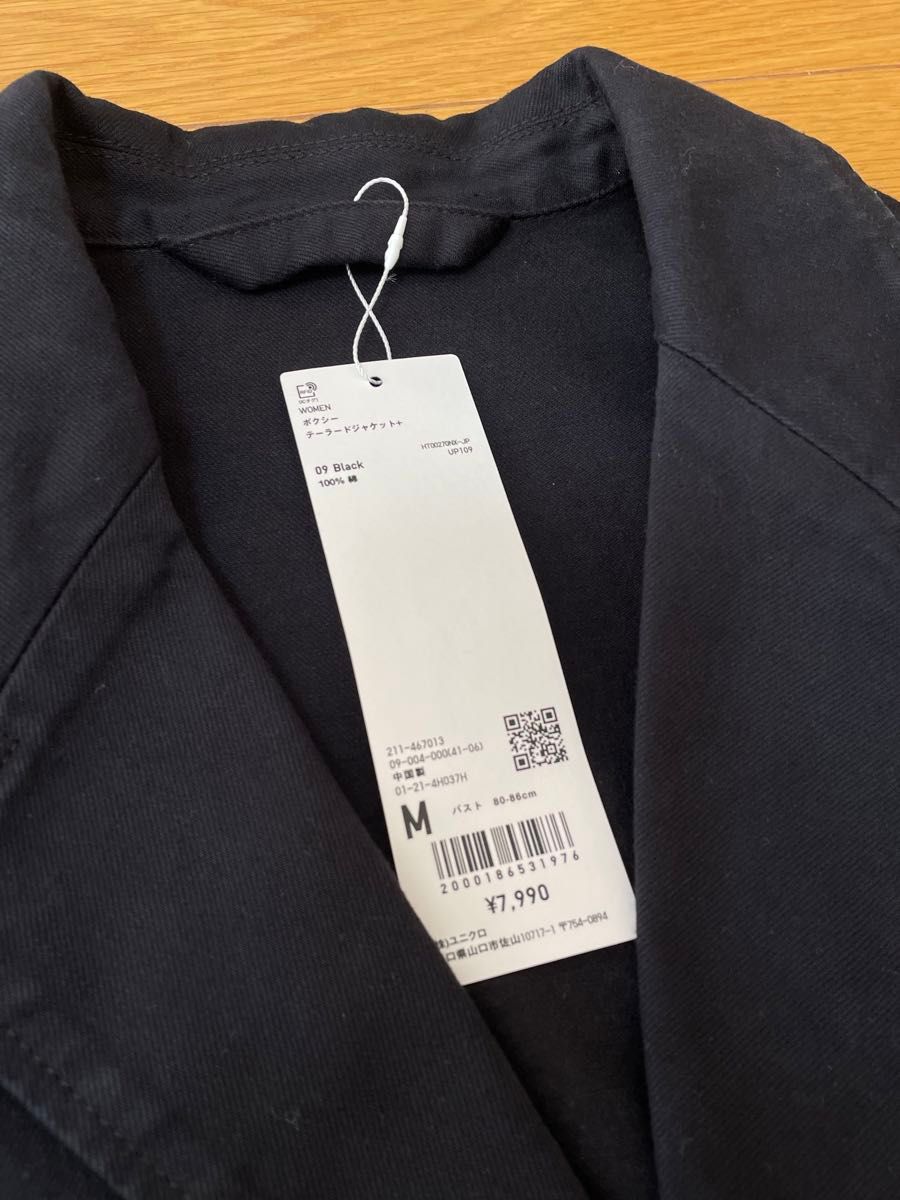 WOMEN
ボクシー
テーラードジャケット+
HT00270NX-JP
UP109
09 Black
100% 綿
211-467013
09-004-000(41-06)
中国製
01-21-4H037H
M バスト 80-86cm
2000186531976
¥7,990
株)ユニクロ
口県山口市佐山10717-1 〒754-0894